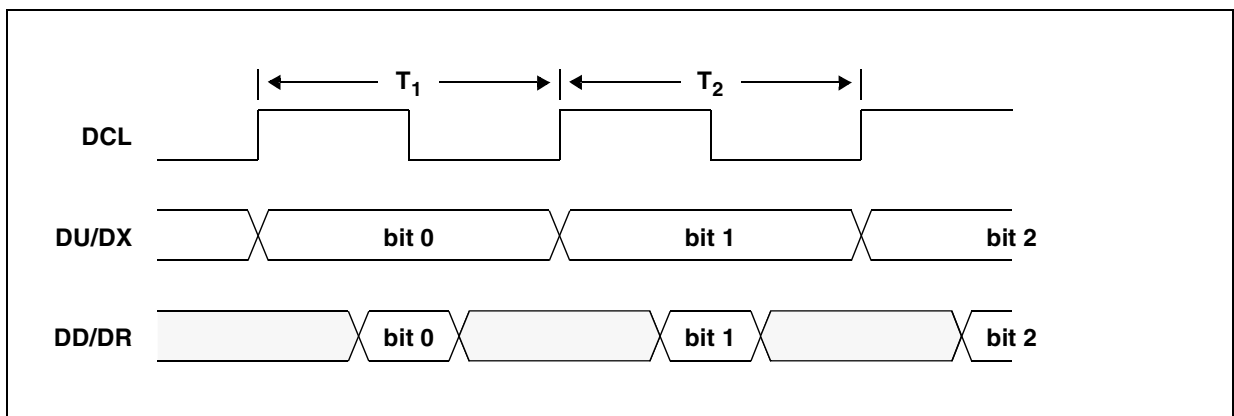 T1 T2
DCL
DU/DX bit 0 bit 1 bit 2
DD/DR bit 0 bit 1 bit 2